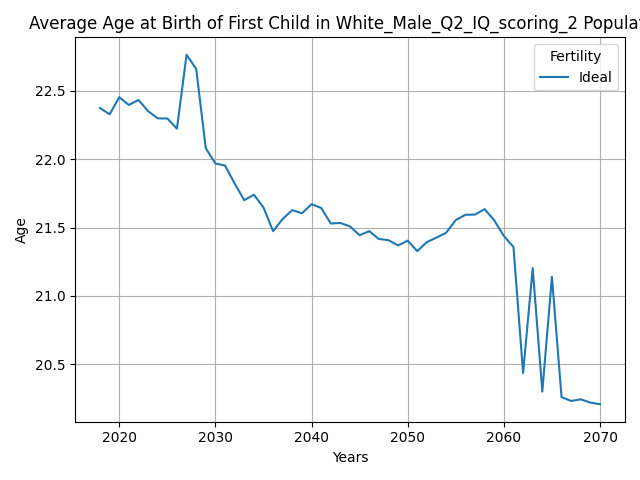 Average Age at Birth of First Child in White_Male_Q2_IQ_scoring_2 Populat
Fertility
Ideal
22.5
22.0
21.5
21.0
20.5
Age
2020 2030 2040 2050 2060 2070
Years